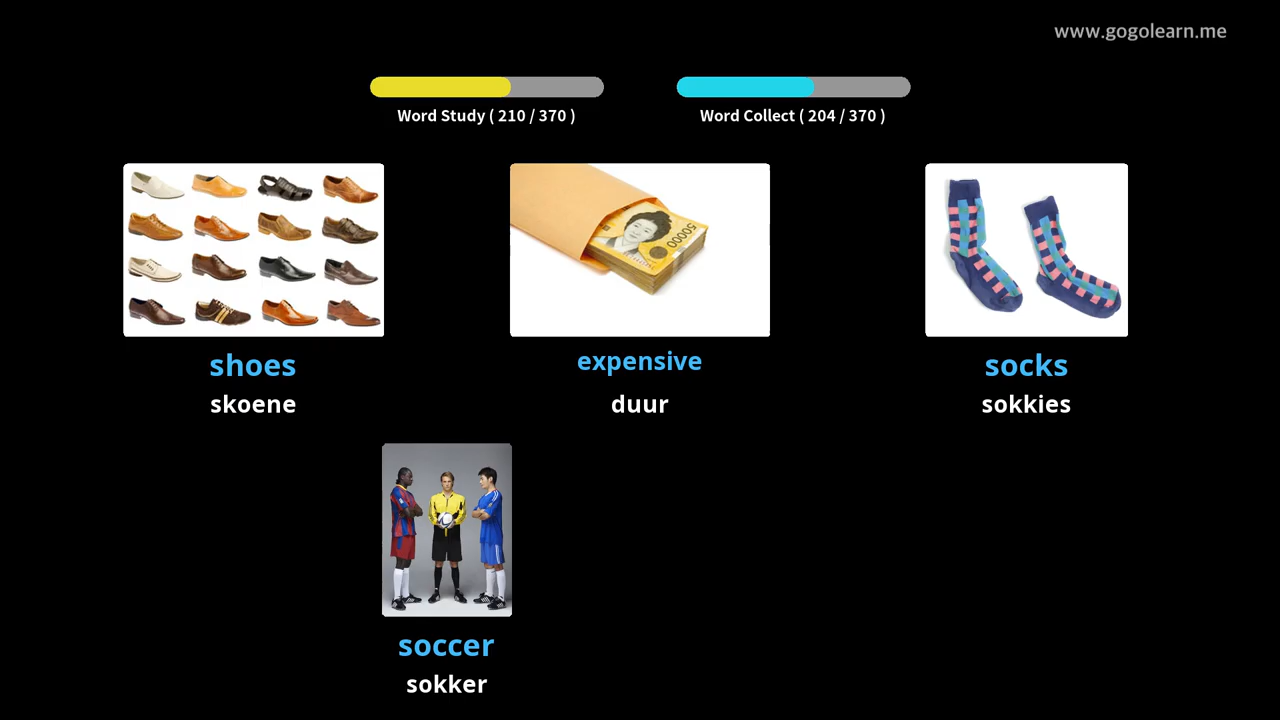 www.gogolearn.me
Word Study ( 210 / 370 )
Word Collect ( 204 / 370 )
50000
shoes
expensive
socks
skoene
duur
sokkies
soccer
sokker